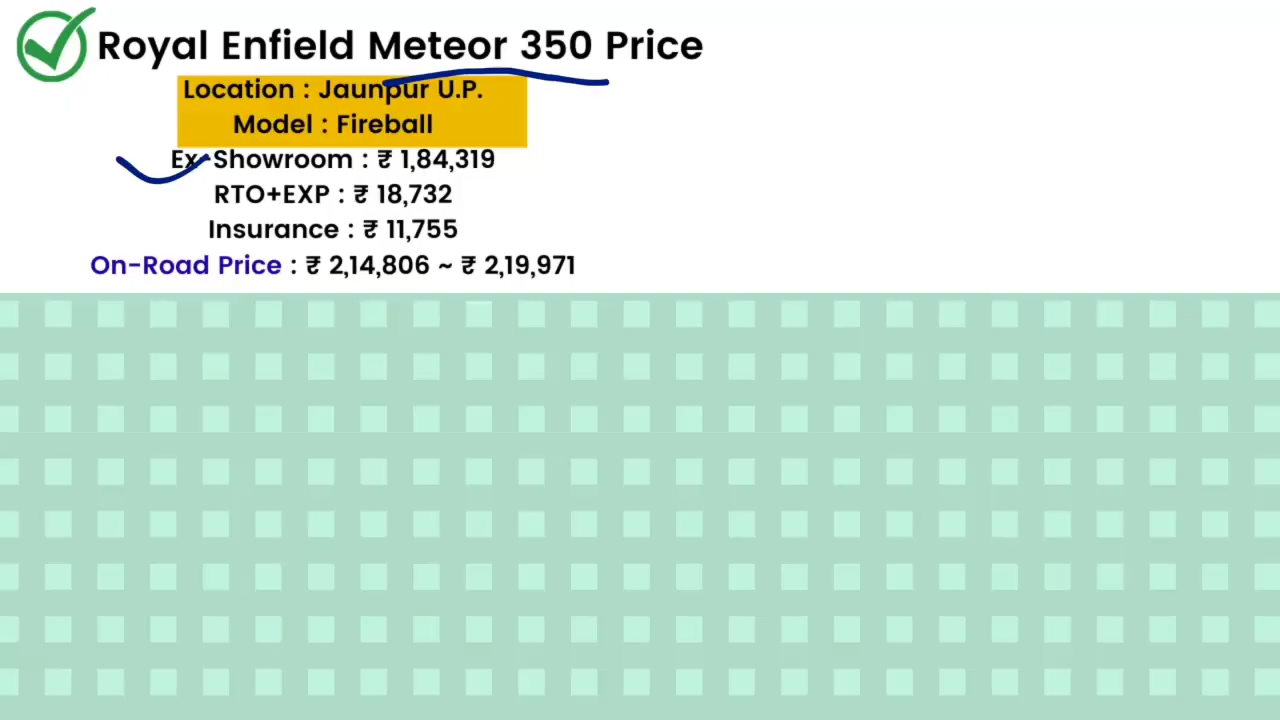 Royal Enfield Meteor 350 Price
Location : Jaunpur U.P.
Model : Fireball
Ex-Showroom : ₹ 1,84,319
RTO+EXP : ₹ 18,732
Insurance : ₹ 11,755
On-Road Price : ₹ 2,14,806 ~ ₹ 2,19,971